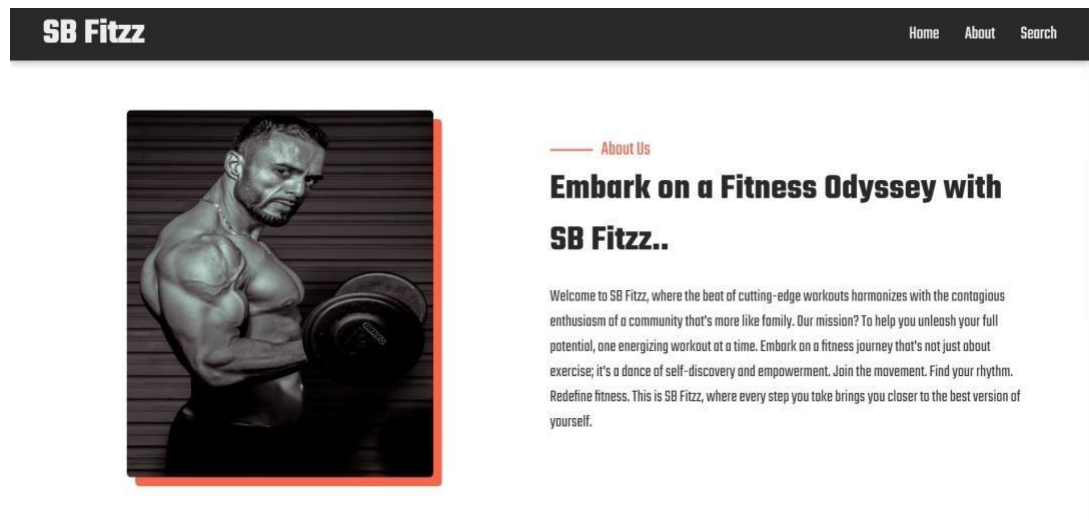 SB Fitzz
Home About Search
About Us
Embark on a Fitness Odyssey with
SB Fitzz..
Welcome to SB Fitzz, where the beat of cutting-edge workouts harmonizes with the contagious
enthusiasm of a community that's more like family. Our mission? To help you unleash your full
potential, one energizing workout at a time. Embark on a fitness journey that's not just about
exercise; it's a dance of self-discovery and empowerment. Join the movement. Find your rhythm.
Redefine fitness. This is SB Fitzz, where every step you take brings you closer to the best version of
yourself.